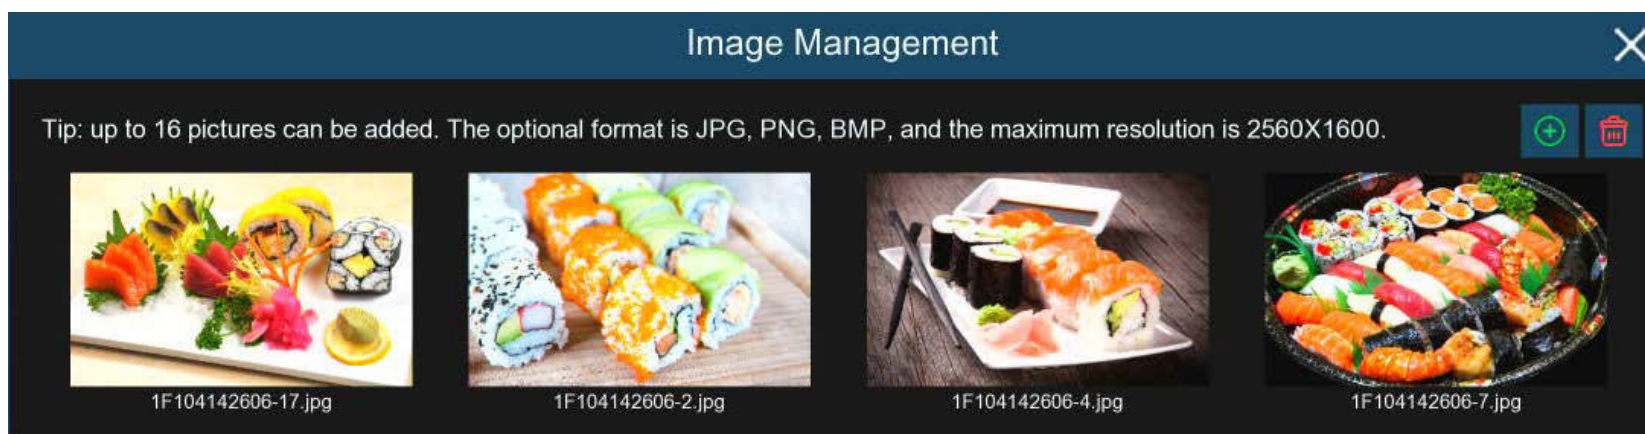 Image Management
Tip: up to 16 pictures can be added. The optional format is JPG, PNG, BMP, and the maximum resolution is 2560X1600.
1F104142606-17.jpg
1F104142606-2.jpg
1F104142606-4.jpg
1F104142606-7.jpg